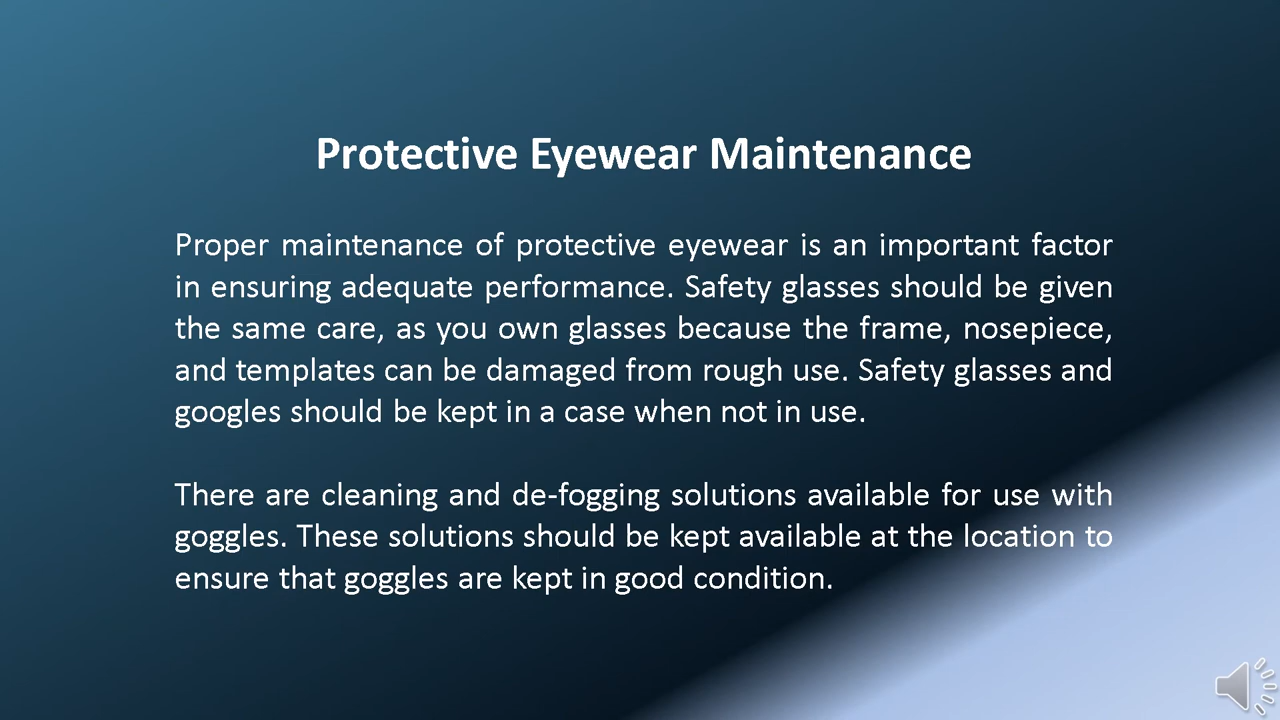 Protective Eyewear Maintenance
Proper maintenance of protective eyewear is an important factor
in ensuring adequate performance. Safety glasses should be given
the same care, as you own glasses because the frame, nosepiece,
and templates can be damaged from rough use. Safety glasses and
googles should be kept in a case when not in use.
There are cleaning and de-fogging solutions available for use with
goggles. These solutions should be kept available at the location to
ensure that goggles are kept in good condition.